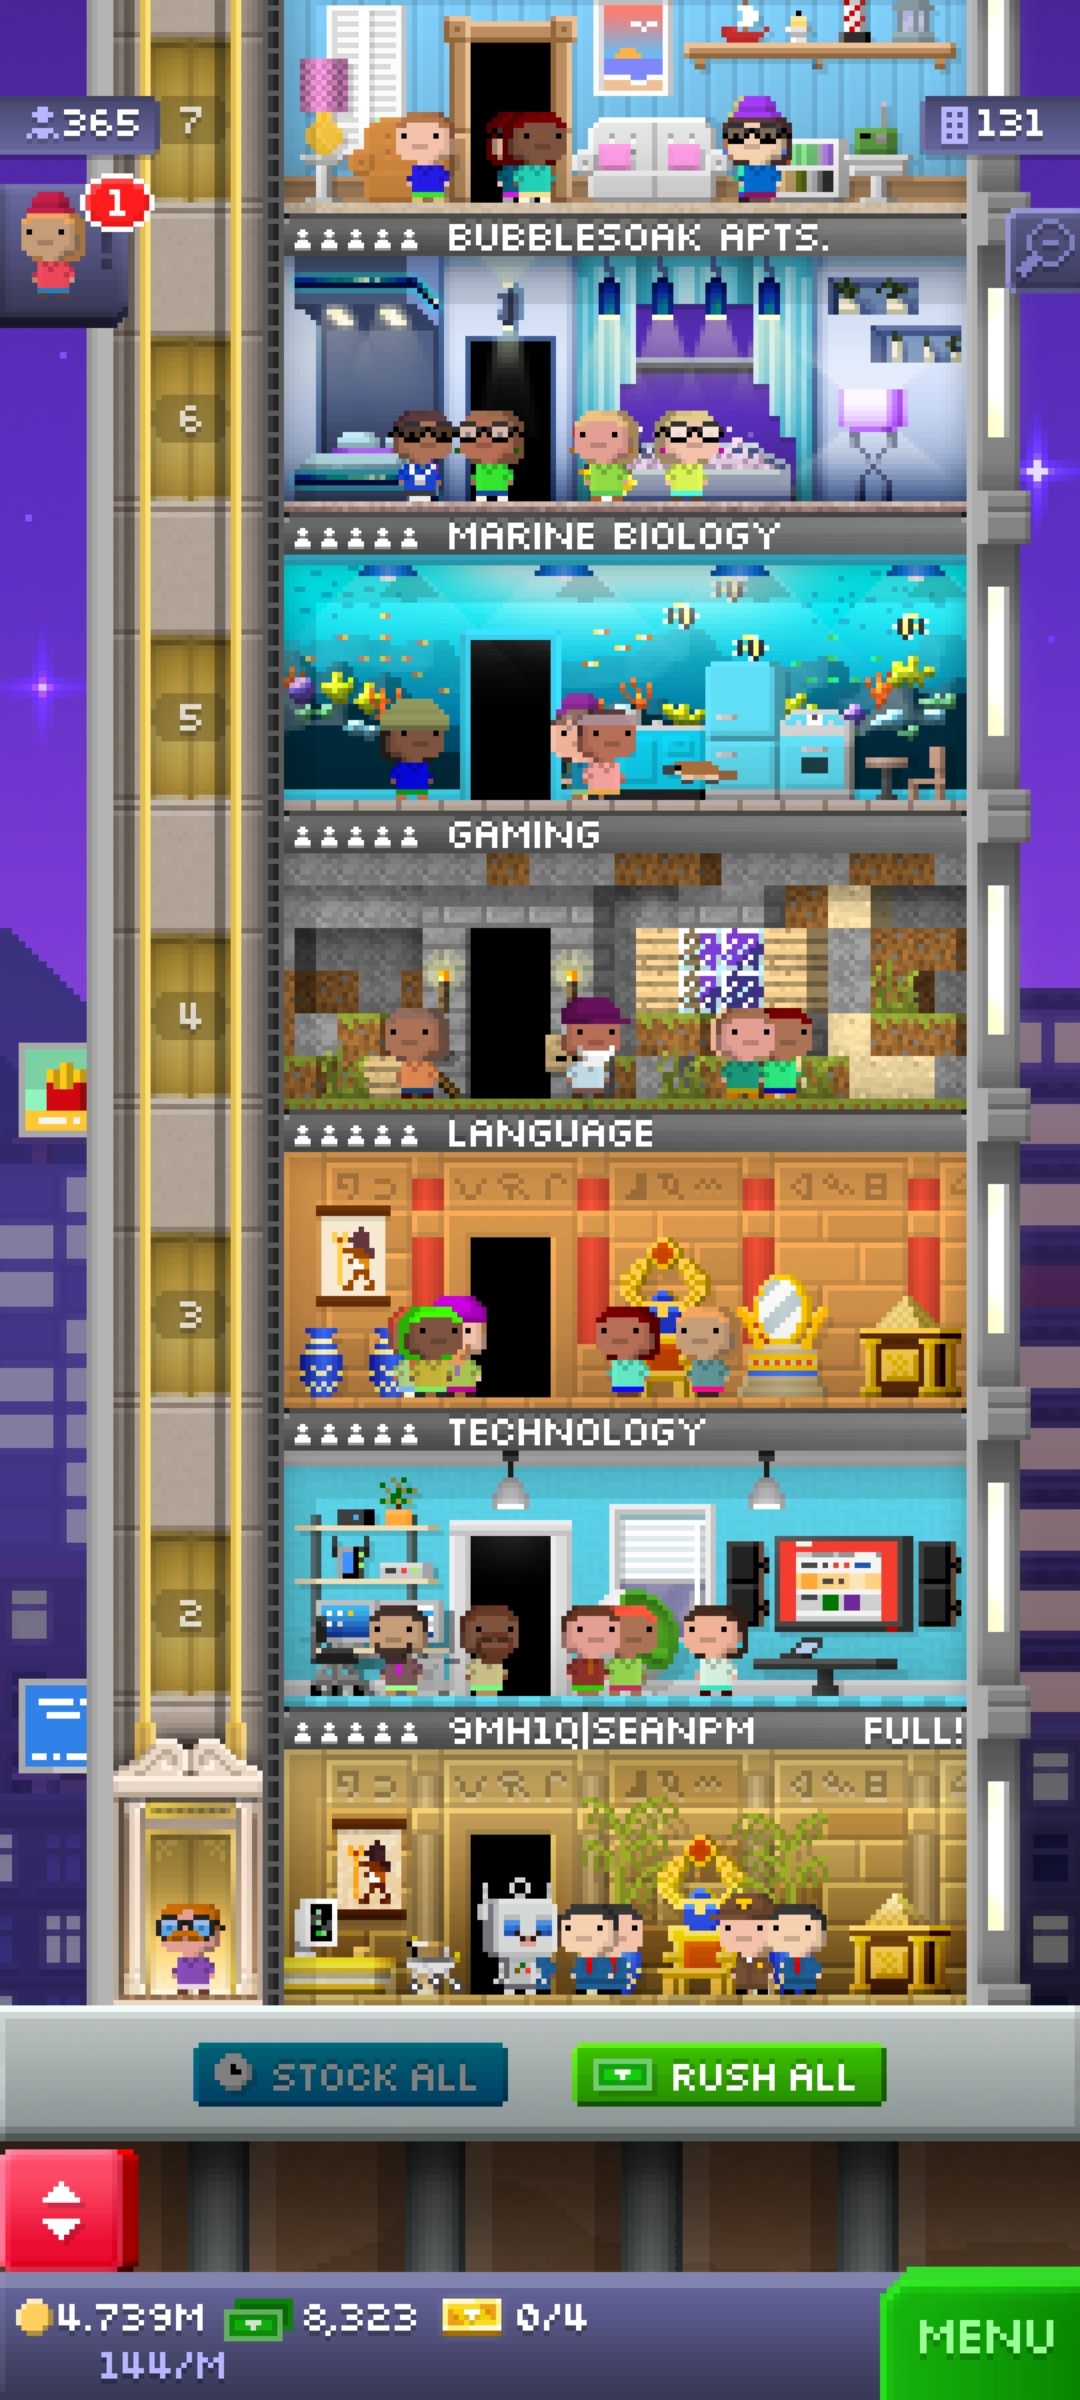 365
7
131
1
BUBBLESOAK APTS.
6
MARINE BIOLOGY
5
GAMING
4
LANGUAGE
3
TECHNOLOGY
2
9MH1Q|SEANPM FULL!
STOCK ALL
RUSH ALL
4.739M 8,323 0/4
144/M
MENU